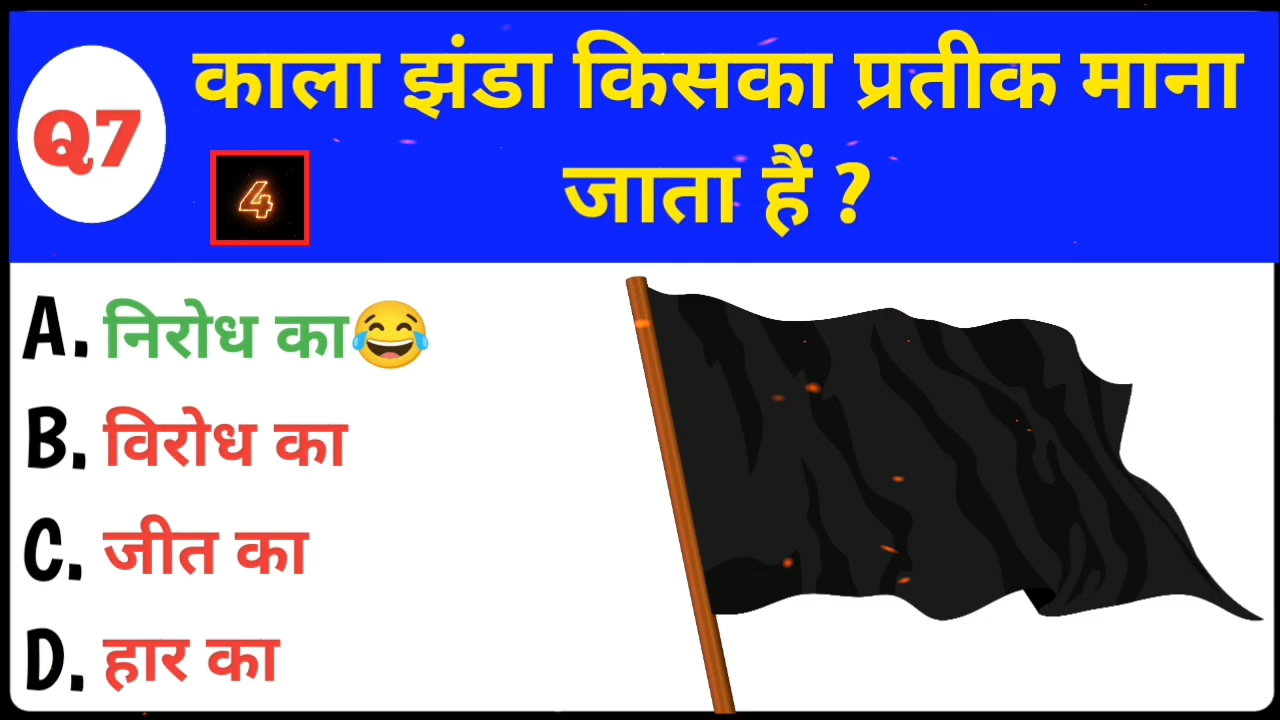 Q7
काला झंडा किसका प्रतीक माना
जाता हैं ?
4
A. निरोध का😂
B. विरोध का
C. जीत का
D. हार का